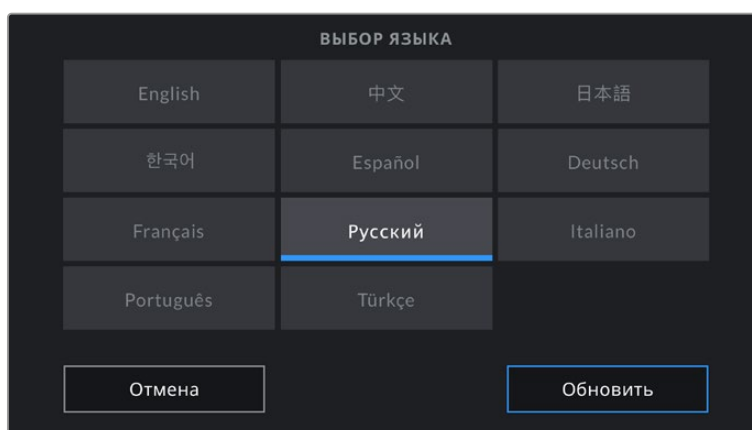 ВЫБОР ЯЗЫКА
English 中文 日本語
한국어 Español Deutsch
Français Русский Italiano
Português Türkçe
Отмена Обновить